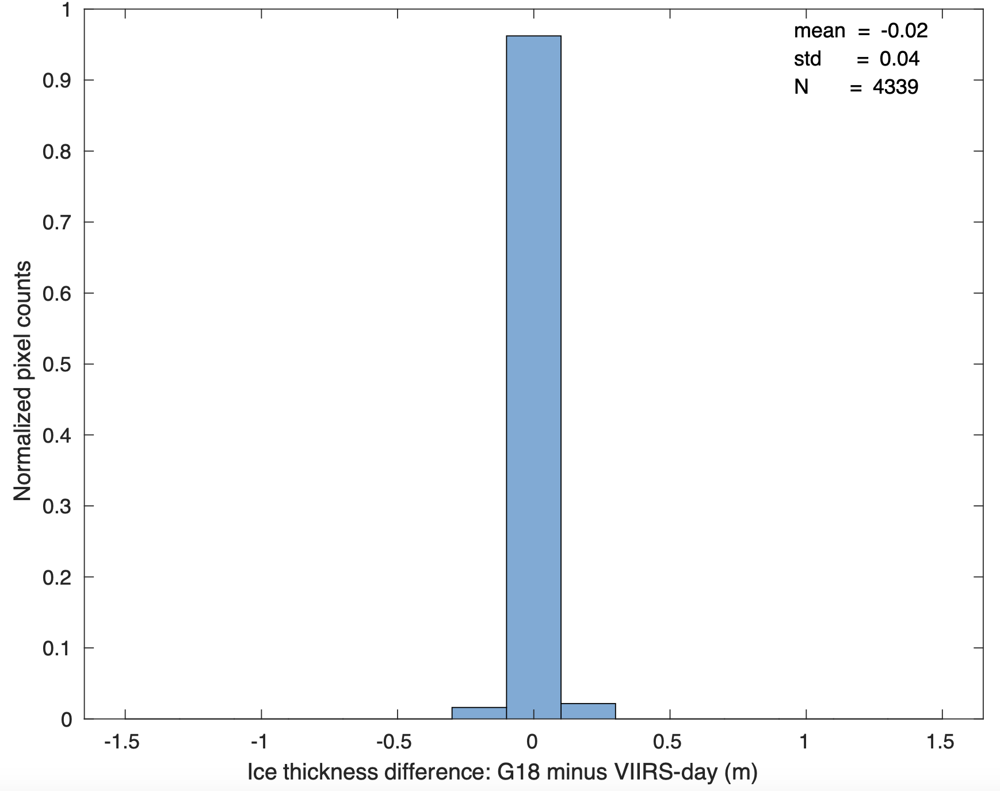 mean = -0.02
std = 0.04
N = 4339
1
0.9
0.8
0.7
0.6
0.5
0.4
0.3
0.2
0.1
0
Normalized pixel counts
-1.5 -1 -0.5 0 0.5 1 1.5
Ice thickness difference: G18 minus VIIRS-day (m)